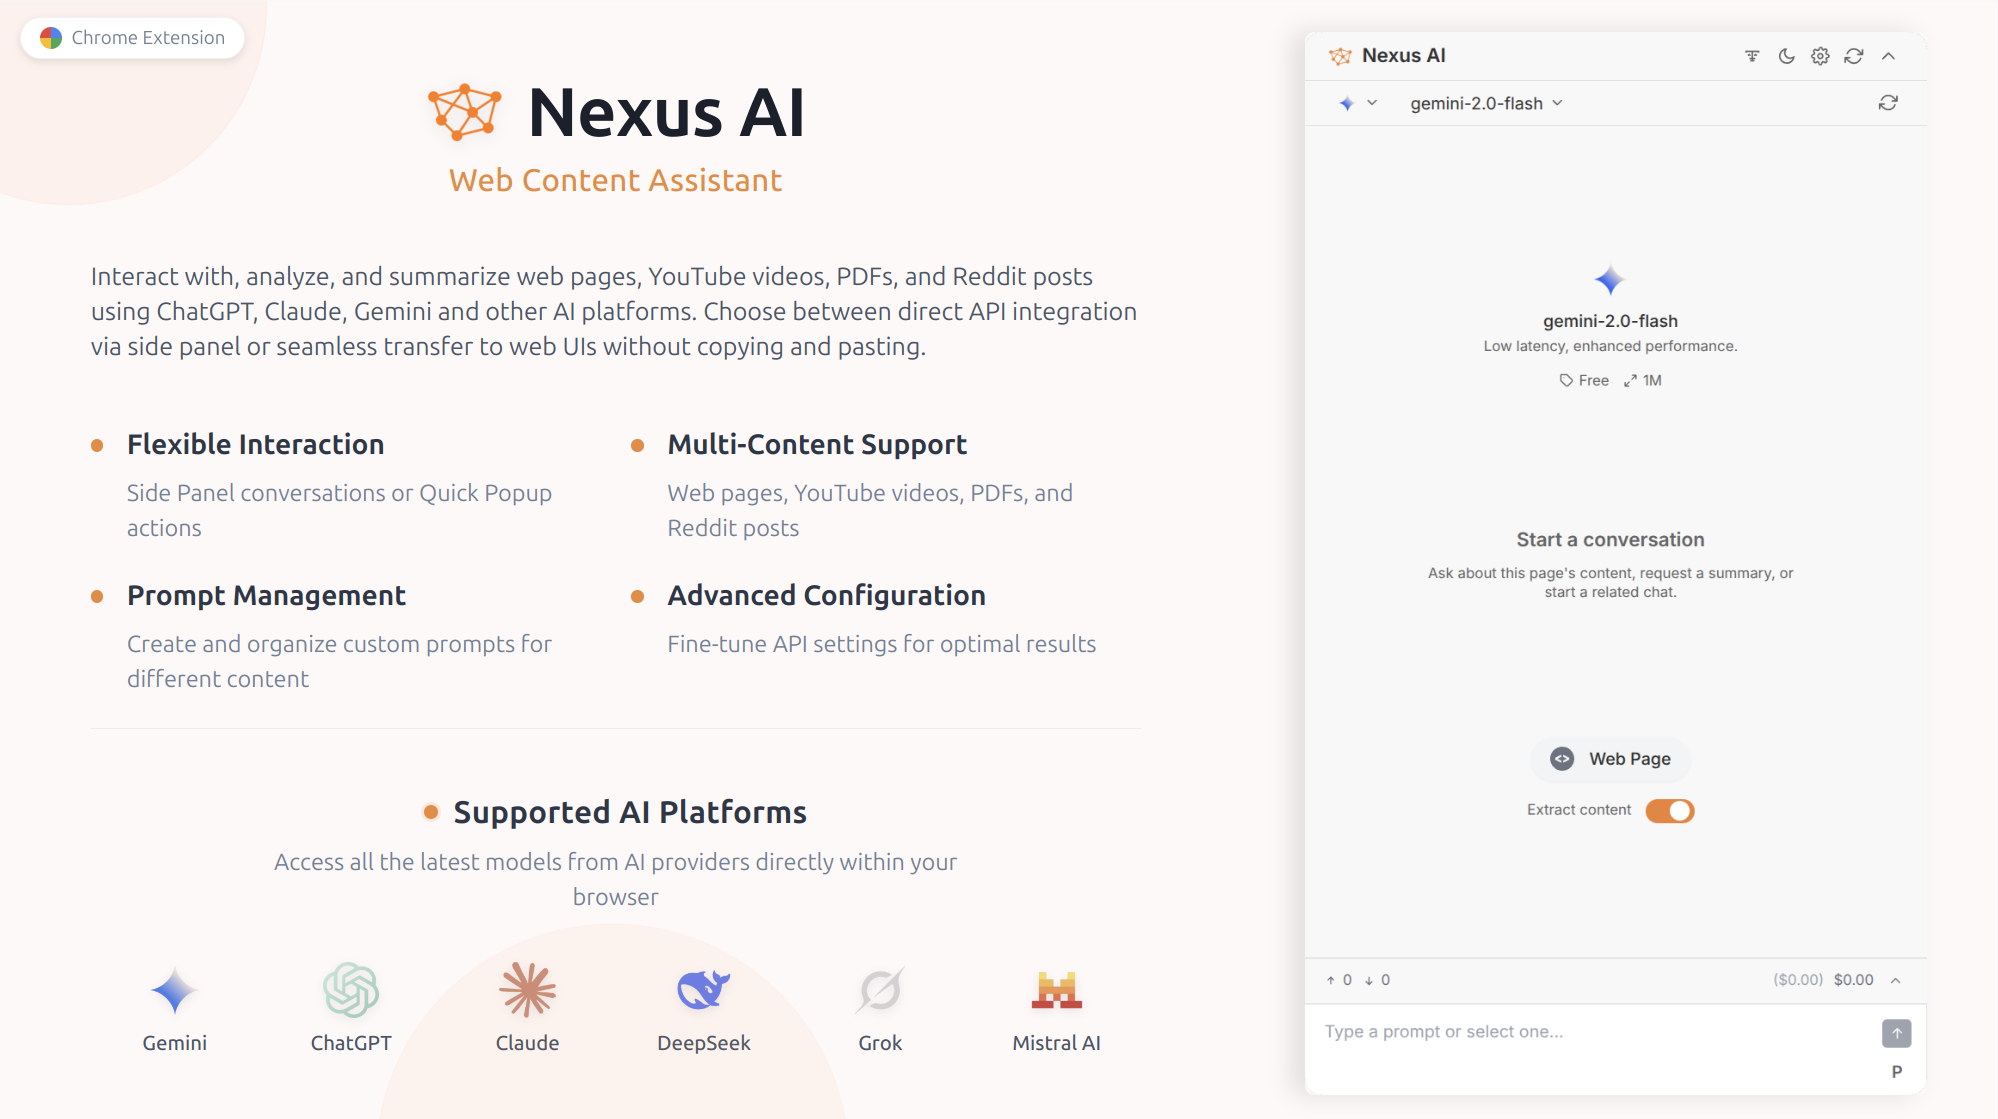 Chrome Extension
Nexus AI
Web Content Assistant
Interact with, analyze, and summarize web pages, YouTube videos, PDFs, and Reddit posts
using ChatGPT, Claude, Gemini and other AI platforms. Choose between direct API integration
via side panel or seamless transfer to web UIs without copying and pasting.
Flexible Interaction
Side Panel conversations or Quick Popup
actions
Multi-Content Support
Web pages, YouTube videos, PDFs, and
Reddit posts
Prompt Management
Create and organize custom prompts for
different content
Advanced Configuration
Fine-tune API settings for optimal results
Supported AI Platforms
Access all the latest models from AI providers directly within your
browser
Gemini
ChatGPT
Claude
DeepSeek
Grok
Mistral AI
Nexus AI
gemini-2.0-flash
gemini-2.0-flash
Low latency, enhanced performance.
Free 1M
Start a conversation
Ask about this page's content, request a summary, or
start a related chat.
Web Page
Extract content
↑ 0 ↓ 0 ($0.00) $0.00
Type a prompt or select one...
P